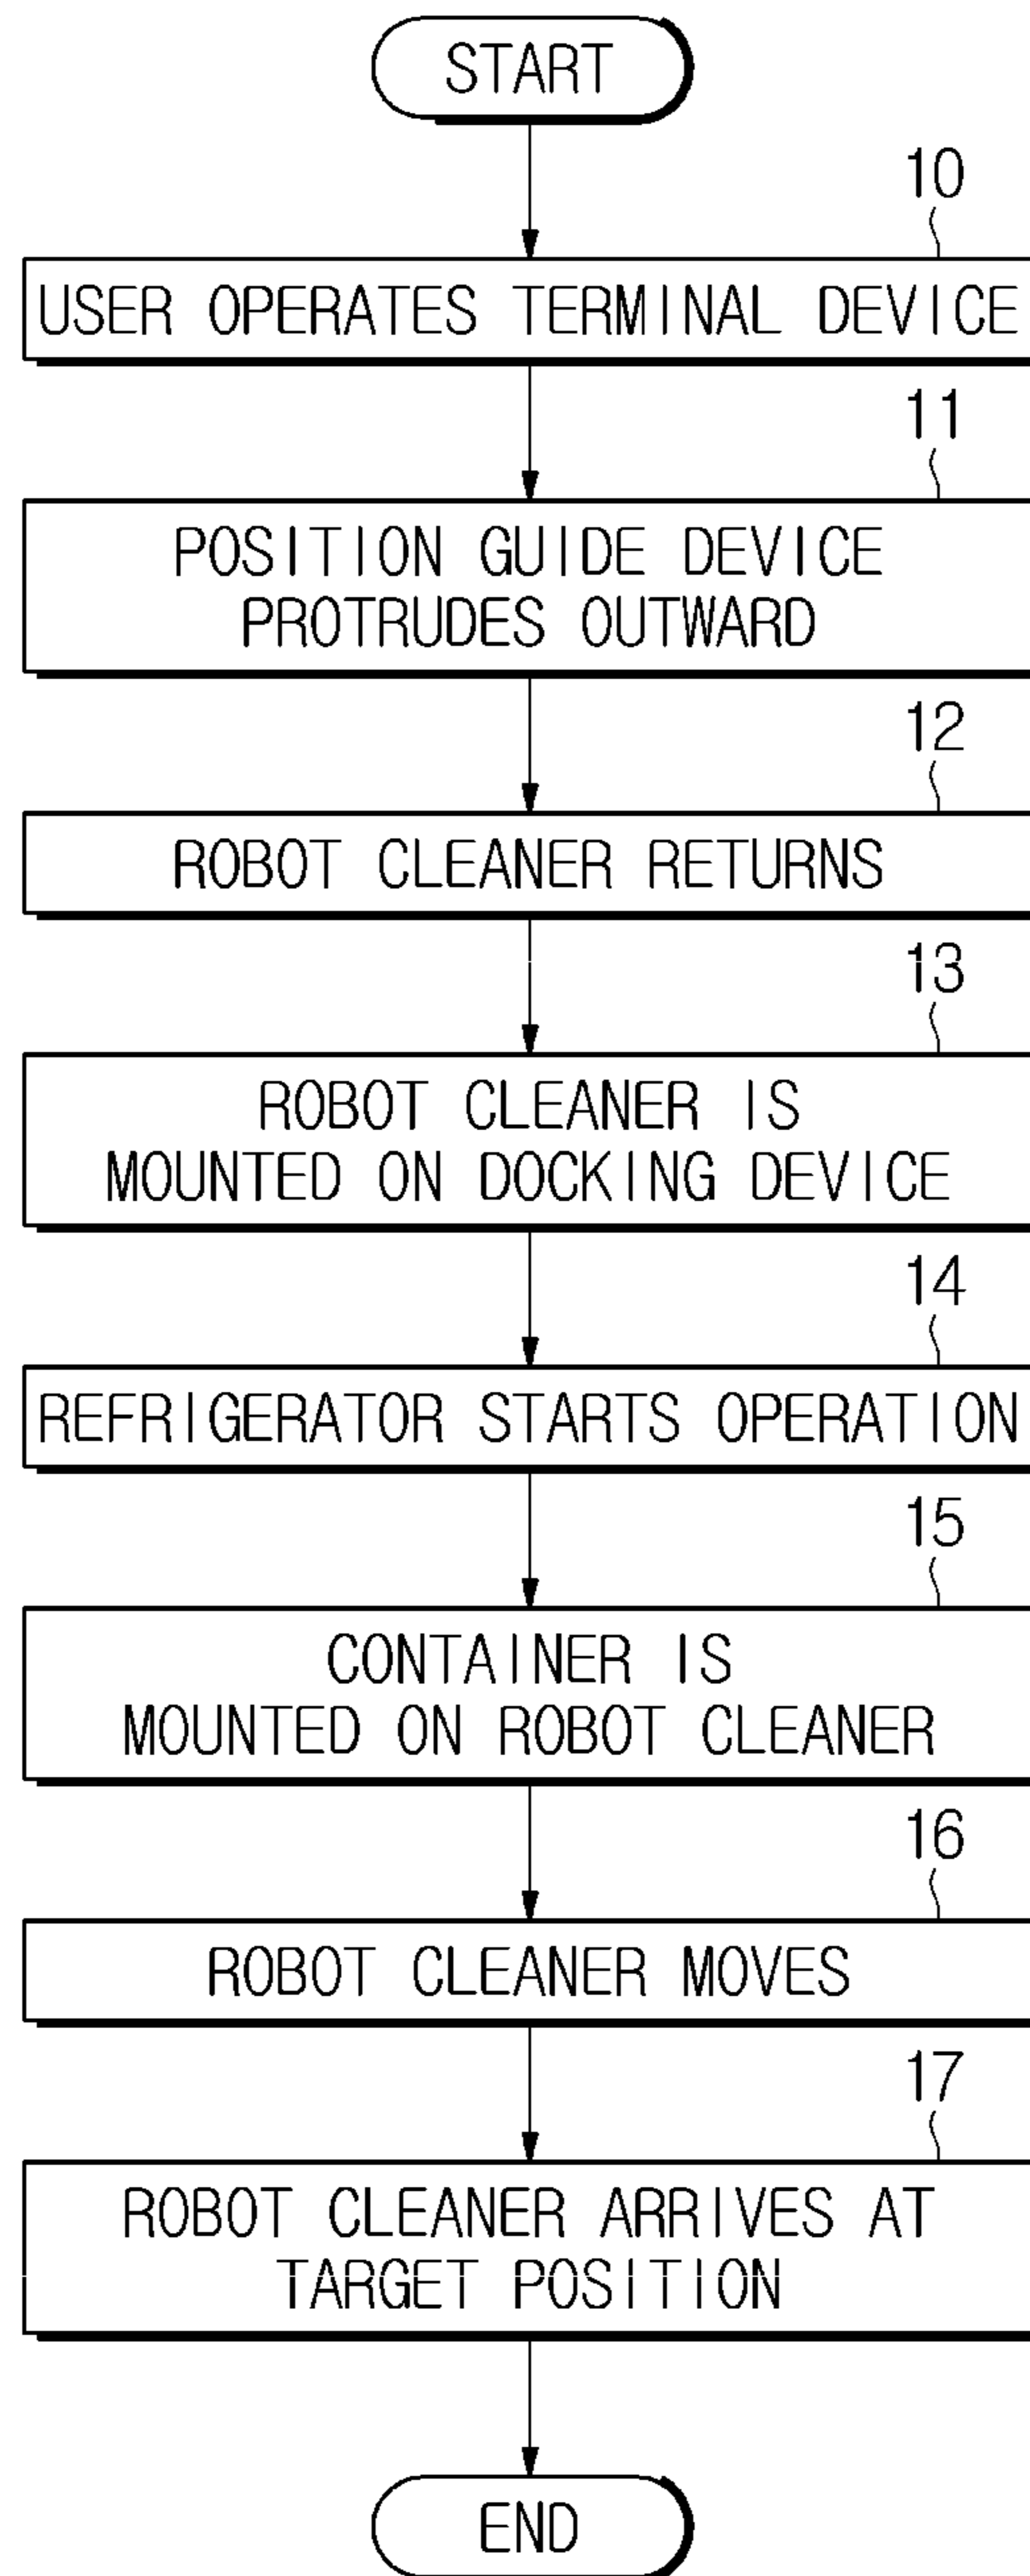 START
10
USER OPERATES TERMINAL DEVICE
11
POSITION GUIDE DEVICE
PROTRUDES OUTWARD
12
ROBOT CLEANER RETURNS
13
ROBOT CLEANER IS
MOUNTED ON DOCKING DEVICE
14
REFRIGERATOR STARTS OPERATION
15
CONTAINER IS
MOUNTED ON ROBOT CLEANER
16
ROBOT CLEANER MOVES
17
ROBOT CLEANER ARRIVES AT
TARGET POSITION
END